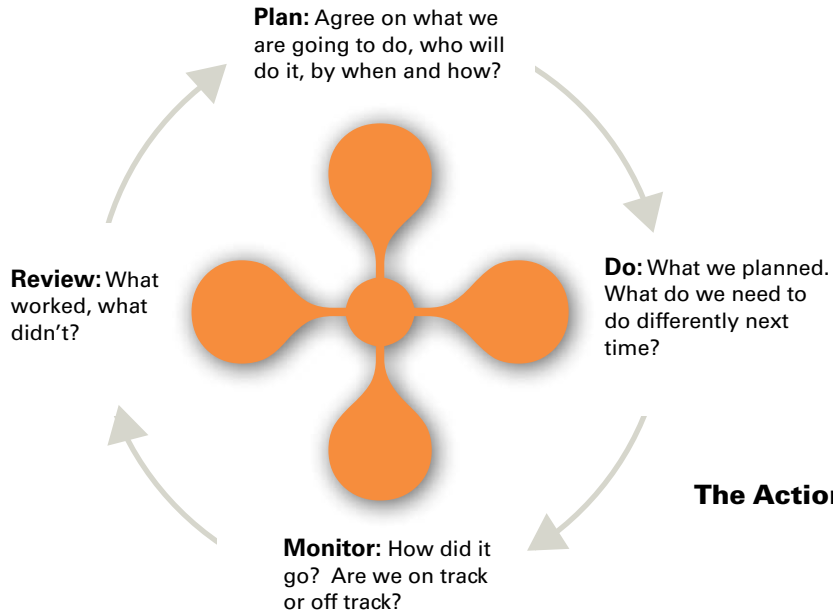 Plan: Agree on what we
are going to do, who will
do it, by when and how?
Do: What we planned.
What do we need to
do differently next
time?
Monitor: How did it
go?  Are we on track
or off track?
Review: What
worked, what
didn't?
The Action